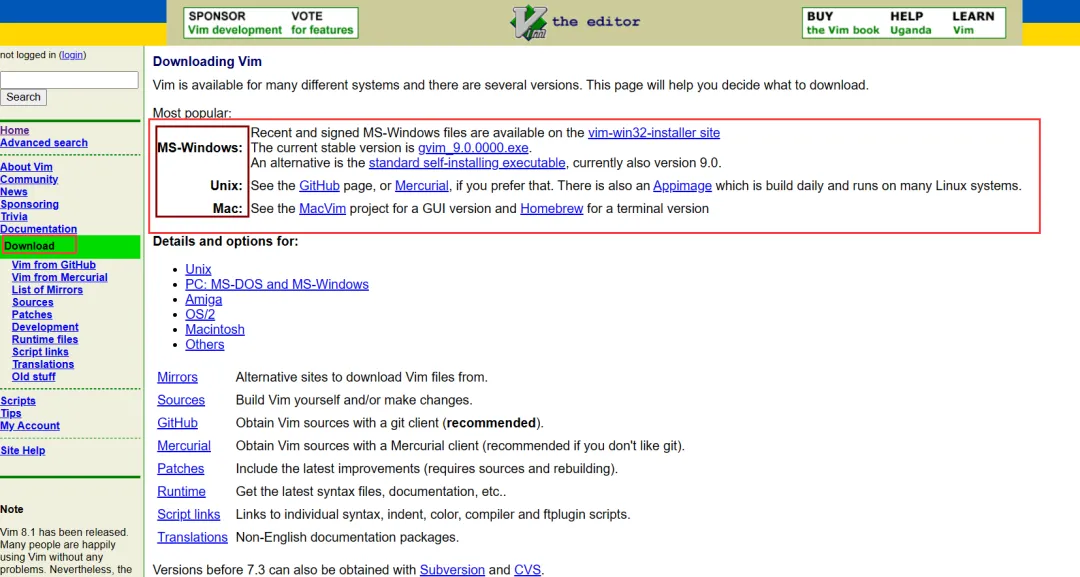 SPONSOR VOTE
Vim development for features
the editor
BUY HELP LEARN
the Vim book Uganda Vim
not logged in (login)
Search
Home
Advanced search
About Vim
Community
News
Sponsoring
Trivia
Documentation
Download
Vim from GitHub
Vim from Mercurial
List of Mirrors
Sources
Patches
Development
Runtime files
Script links
Translations
Old stuff
Scripts
Tips
My Account
Site Help
Note
Vim 8.1 has been released.
Many people are happily
using Vim without any
problems. Nevertheless, the
Downloading Vim
Vim is available for many different systems and there are several versions. This page will help you decide what to download.
Most popular:
Recent and signed MS-Windows files are available on the vim-win32-installer site
MS-Windows: The current stable version is gvim_9.0.0000.exe.
An alternative is the standard self-installing executable, currently also version 9.0.
Unix: See the GitHub page, or Mercurial, if you prefer that. There is also an Appimage which is build daily and runs on many Linux systems.
Mac: See the MacVim project for a GUI version and Homebrew for a terminal version
Details and options for:
Unix
PC: MS-DOS and MS-Windows
Amiga
OS/2
Macintosh
Others
Mirrors Alternative sites to download Vim files from.
Sources Build Vim yourself and/or make changes.
GitHub Obtain Vim sources with a git client (recommended).
Mercurial Obtain Vim sources with a Mercurial client (recommended if you don't like git).
Patches Include the latest improvements (requires sources and rebuilding).
Runtime Get the latest syntax files, documentation, etc..
Script links Links to individual syntax, indent, color, compiler and ftplugin scripts.
Translations Non-English documentation packages.
Versions before 7.3 can also be obtained with Subversion and CVS.